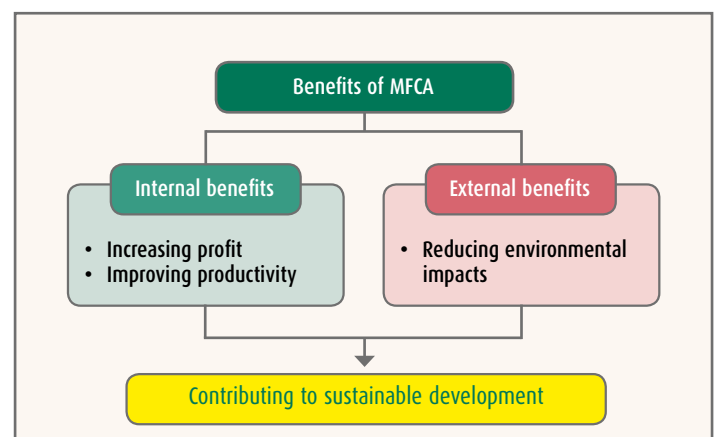 Benefits of MFCA
Internal benefits
• Increasing profit
• Improving productivity
External benefits
• Reducing environmental
impacts
Contributing to sustainable development